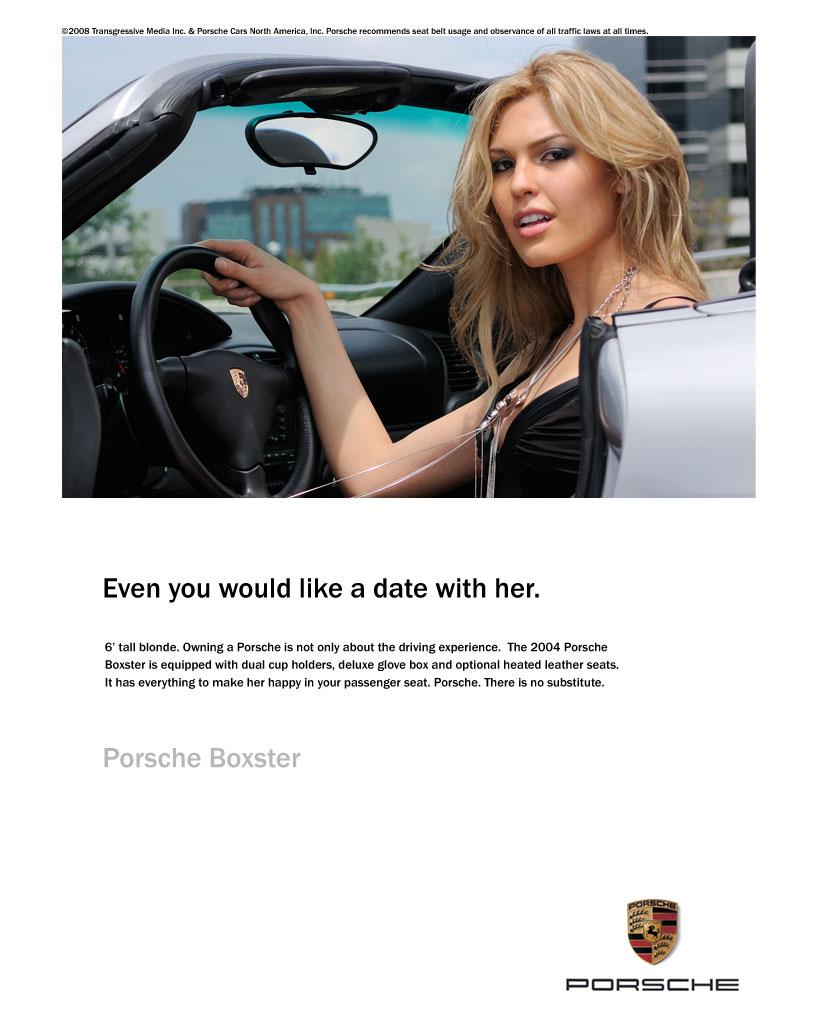 ©2008 Transgressive Media Inc. & Porsche Cars North America, Inc. Porsche recommends seat belt usage and observance of all traffic laws at all times.
Even you would like a date with her.
6’ tall blonde. Owning a Porsche is not only about the driving experience.  The 2004 Porsche
Boxster is equipped with dual cup holders, deluxe glove box and optional heated leather seats.
It has everything to make her happy in your passenger seat. Porsche. There is no substitute.
Porsche Boxster
PORSCHE
PORSCHE